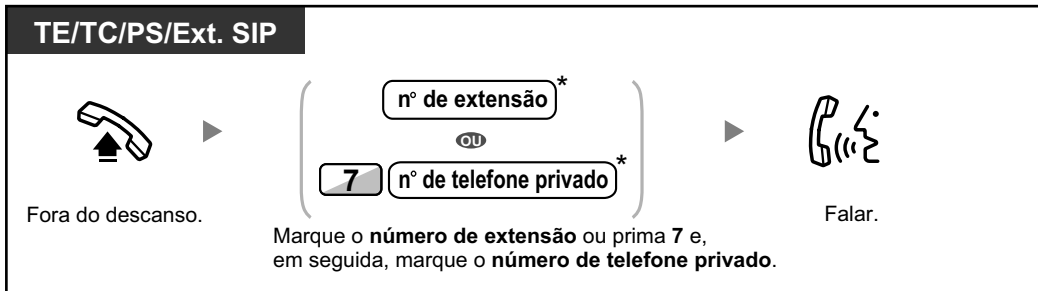 TE/TC/PS/Ext. SIP
n° de extensão*
OU
7 n° de telefone privado*
Fora do descanso.
Falar.
Marque o número de extensão ou prima 7 e,
em seguida, marque o número de telefone privado.